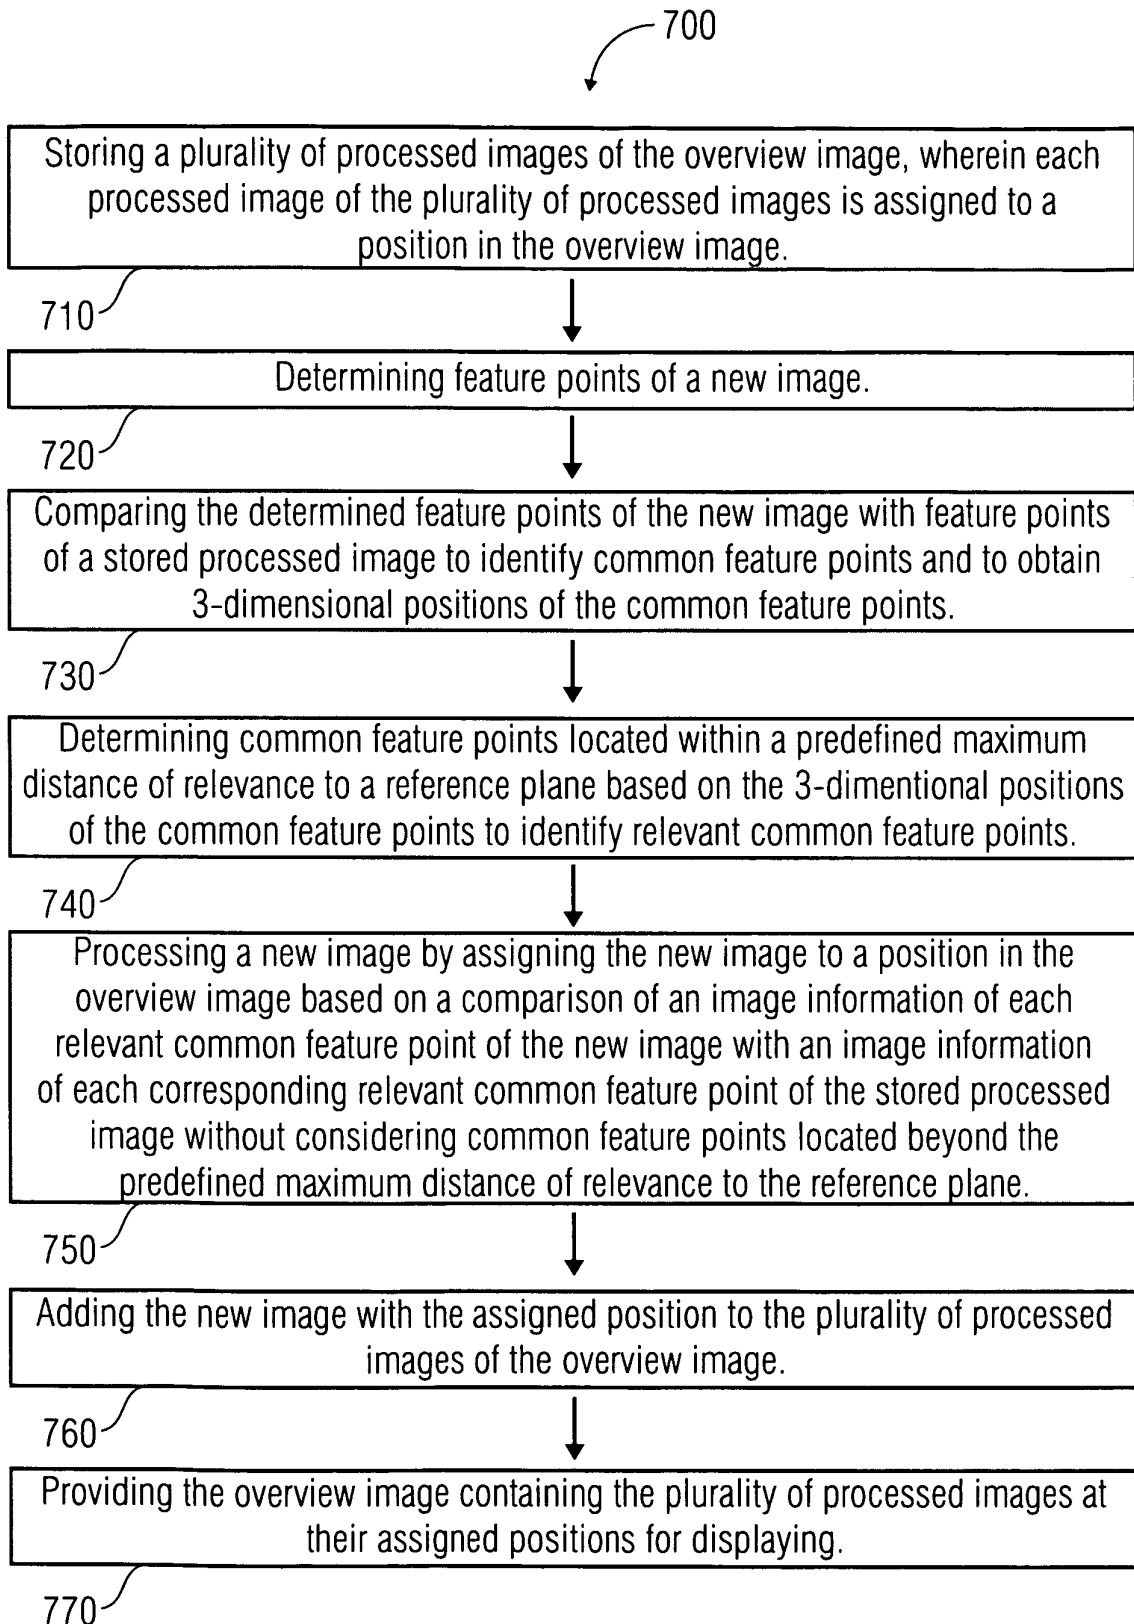 700
Storing a plurality of processed images of the overview image, wherein each
processed image of the plurality of processed images is assigned to a
position in the overview image.
710
Determining feature points of a new image.
720
Comparing the determined feature points of the new image with feature points
of a stored processed image to identify common feature points and to obtain
3-dimensional positions of the common feature points.
730
Determining common feature points located within a predefined maximum
distance of relevance to a reference plane based on the 3-dimentional positions
of the common feature points to identify relevant common feature points.
740
Processing a new image by assigning the new image to a position in the
overview image based on a comparison of an image information of each
relevant common feature point of the new image with an image information
of each corresponding relevant common feature point of the stored processed
image without considering common feature points located beyond the
predefined maximum distance of relevance to the reference plane.
750
Adding the new image with the assigned position to the plurality of processed
images of the overview image.
760
Providing the overview image containing the plurality of processed images at
their assigned positions for displaying.
770